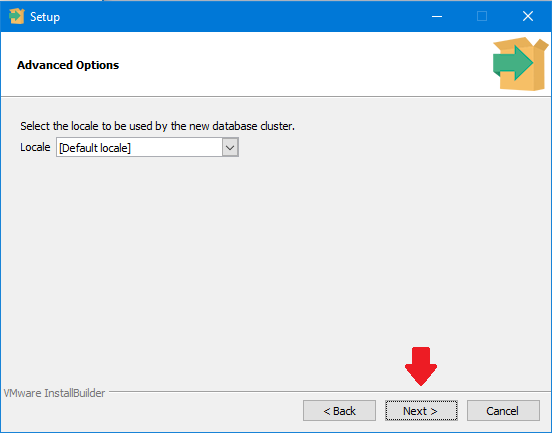 Setup
Advanced Options
Select the locale to be used by the new database cluster.
Locale [Default locale]
VMware InstallBuilder
< Back Next > Cancel